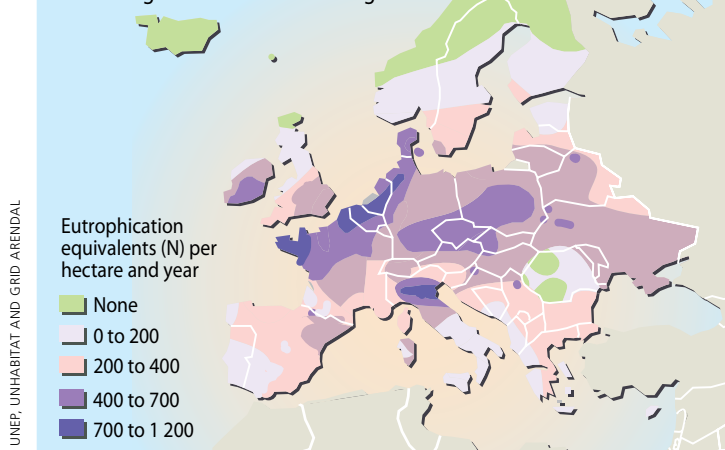 Eutrophication
equivalents (N) per
hectare and year
None
0 to 200
200 to 400
400 to 700
700 to 1 200
UNEP, UNHABITAT AND GRID ARENDAL